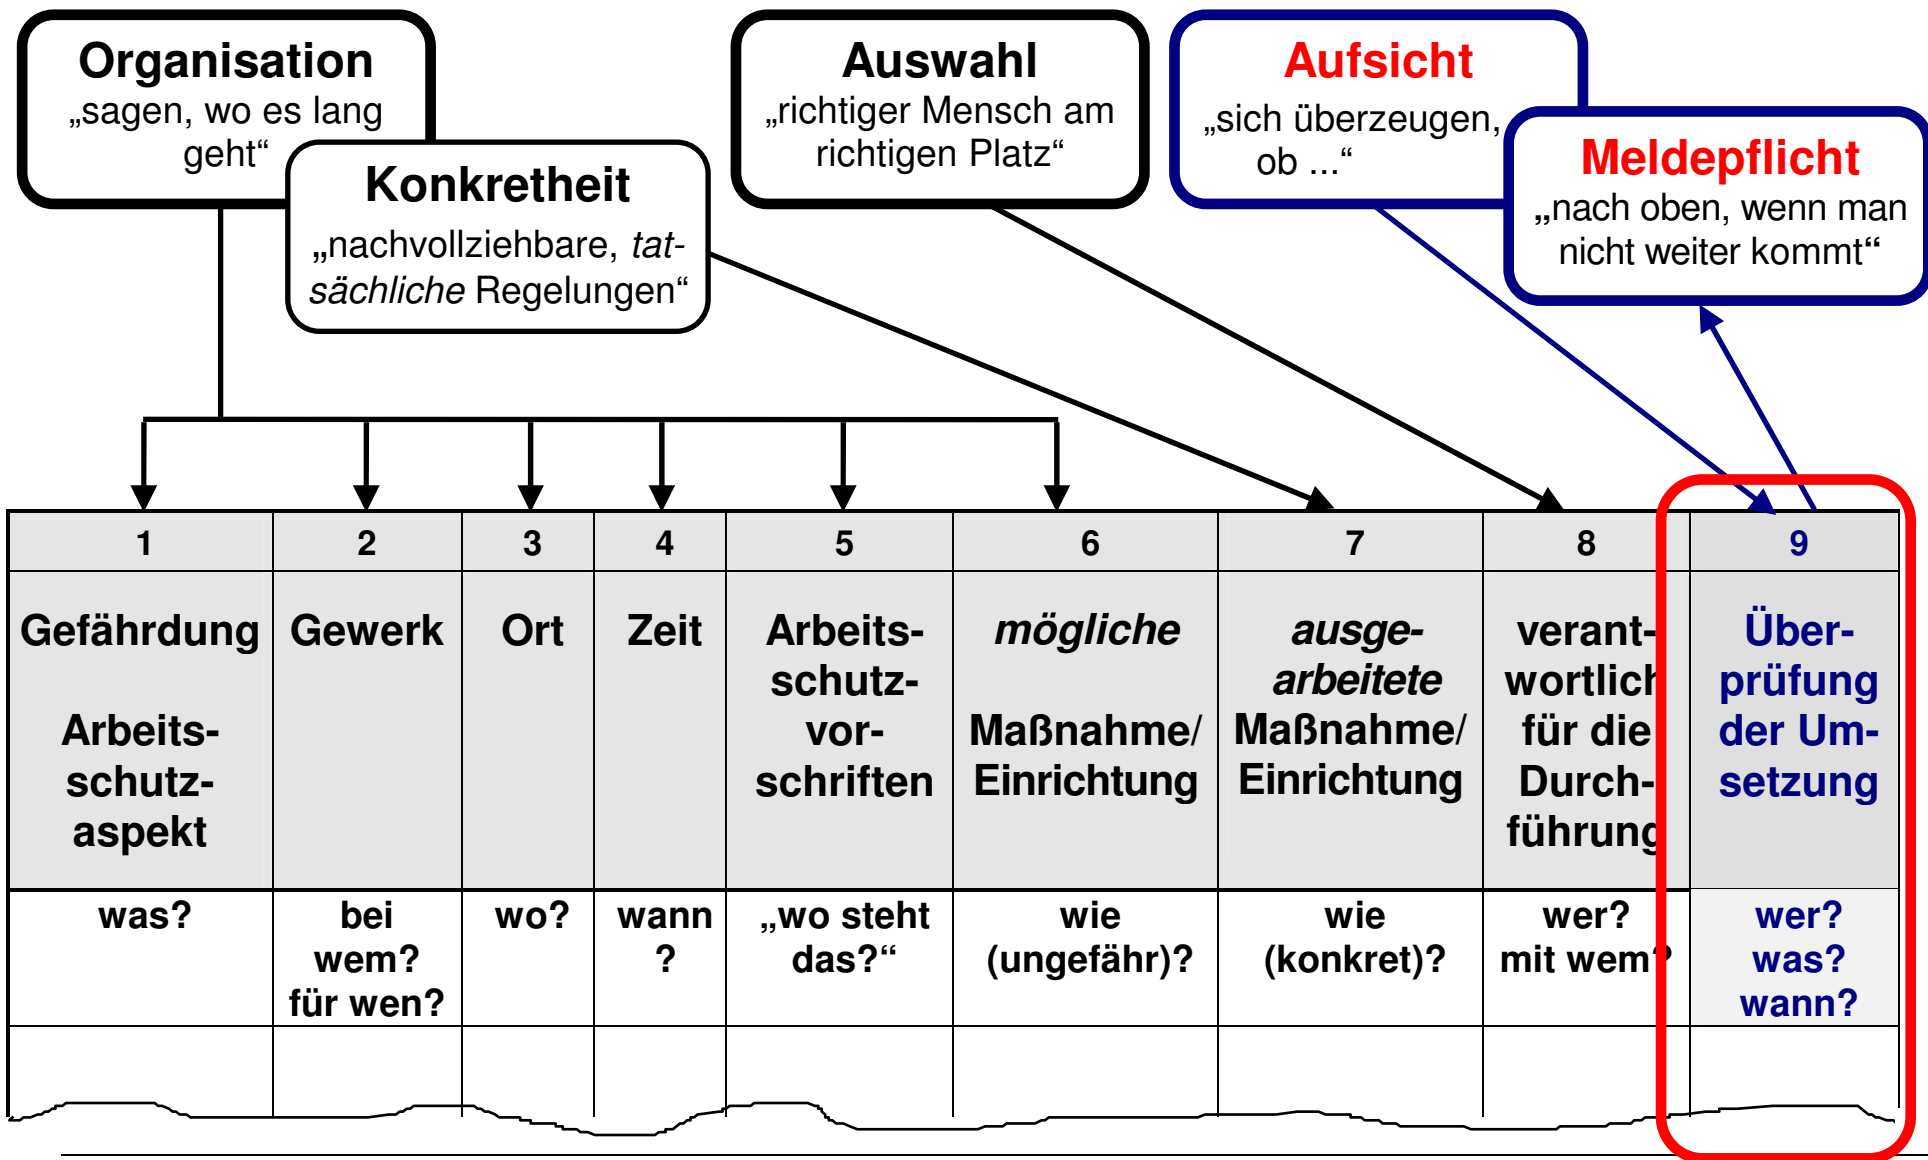 Organisation
„sagen, wo es lang
geht“
Konkretheit
„nachvollziehbare, tat-
sächliche Regelungen“
Auswahl
„richtiger Mensch am
richtigen Platz“
Aufsicht
„sich überzeugen,
ob ...“
Meldepflicht
„nach oben, wenn man
nicht weiter kommt“
1 2 3 4 5 6 7 8 9
Gefährdung
Arbeits-
schutz-
aspekt
Gewerk
Ort
Zeit
Arbeits-
schutz-
vor-
schriften
mögliche
Maßnahme/
Einrichtung
ausge-
arbeitete
Maßnahme/
Einrichtung
verant-
wortlich
für die
Durch-
führung
Über-
prüfung
der Um-
setzung
was?
bei
wem?
für wen?
wo?
wann
?
„wo steht
das?“
wie
(ungefähr)?
wie
(konkret)?
wer?
mit wem?
wer?
was?
wann?